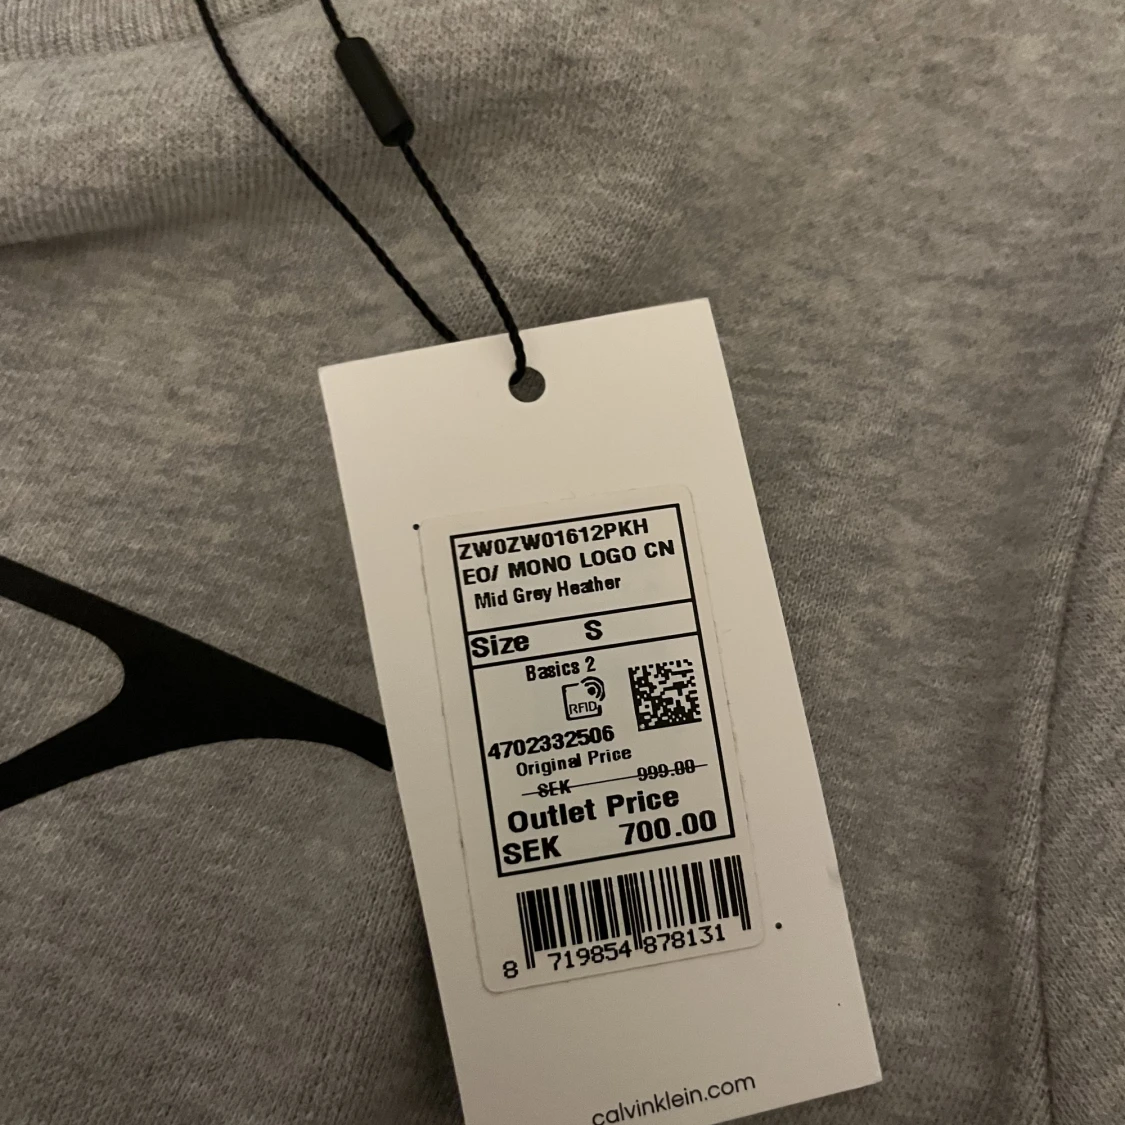 ZW0ZW01612PKH
EO/ MONO LOGO CN
Mid Grey Heather
Size S
Basics 2
RFID
4702332506
Original Price
SEK 999.00
Outlet Price
SEK 700.00
8 719854 878131
calvinklein.com